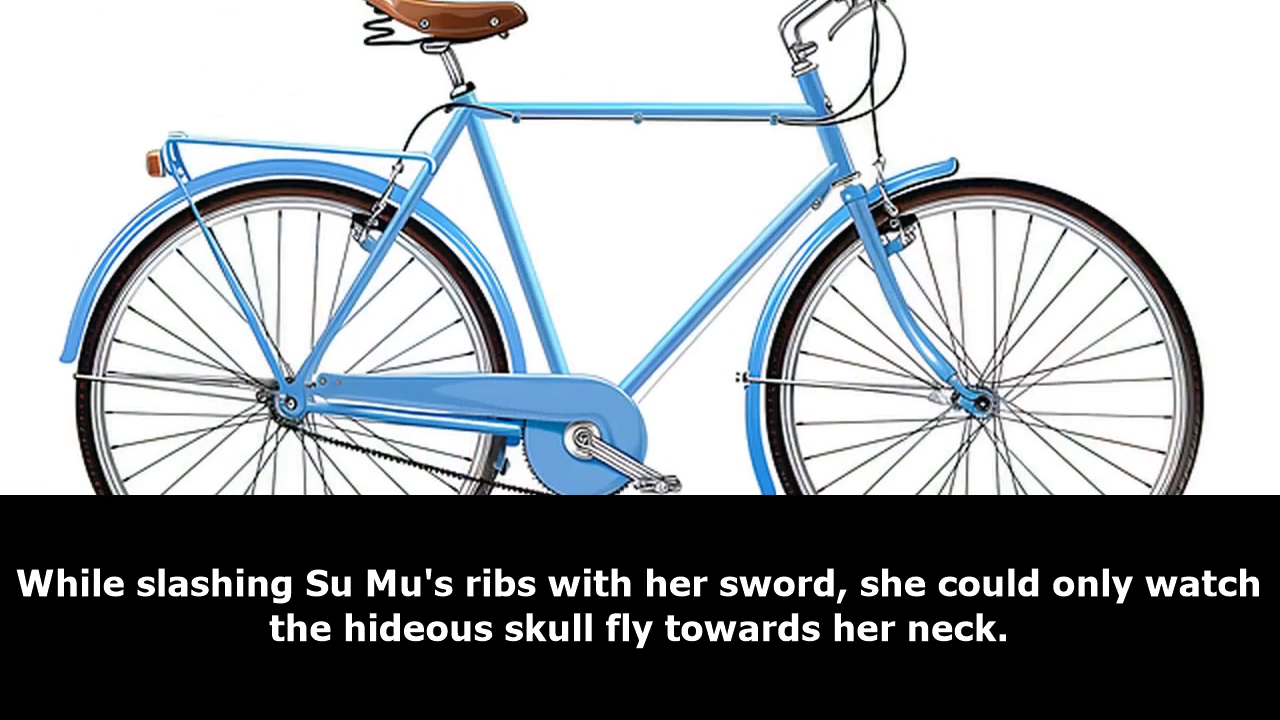 While slashing Su Mu's ribs with her sword, she could only watch
the hideous skull fly towards her neck.